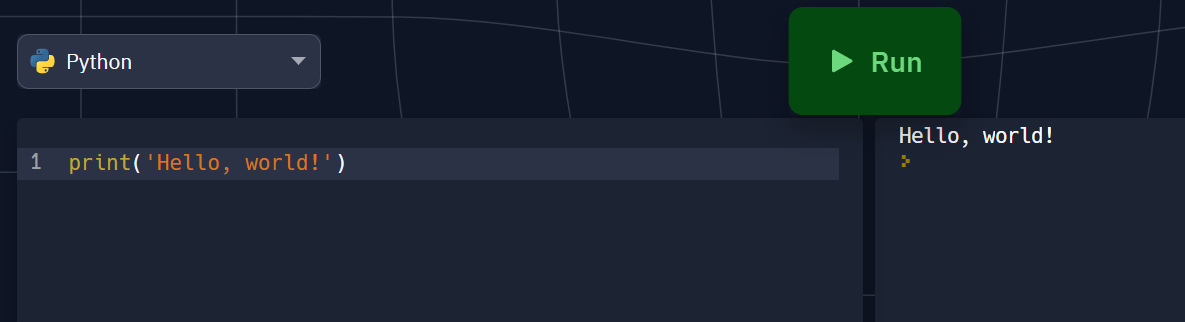 Python
Run
1 print('Hello, world!')
Hello, world!
>